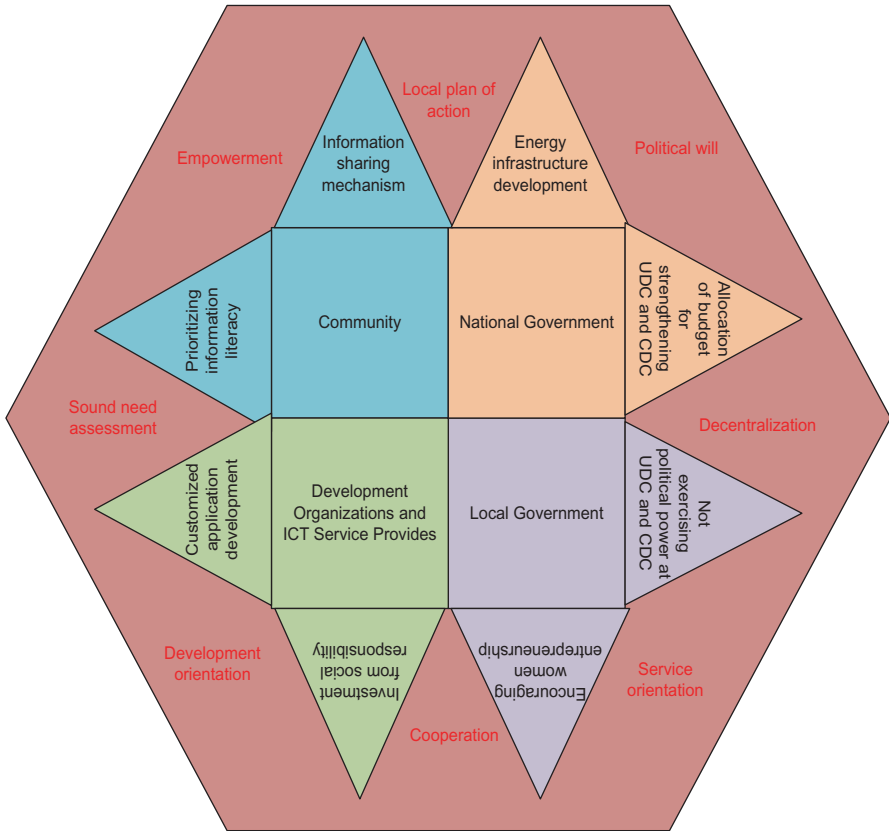 Local plan of
action
Empowerment
Political will
Information
sharing
mechanism
Energy
infrastructure
development
Prioritizing
information
literacy
Community
National Government
Allocation
of budget
for
strengthening
UDC and CDC
Sound need
assessment
Decentralization
Customized
application
development
Development
Organizations and
ICT Service Provides
Local Government
Not
exercising
political power at
UDC and CDC
Development
orientation
Investment
from social
responsibility
Encouraging
women
entrepreneurship
Service
orientation
Cooperation